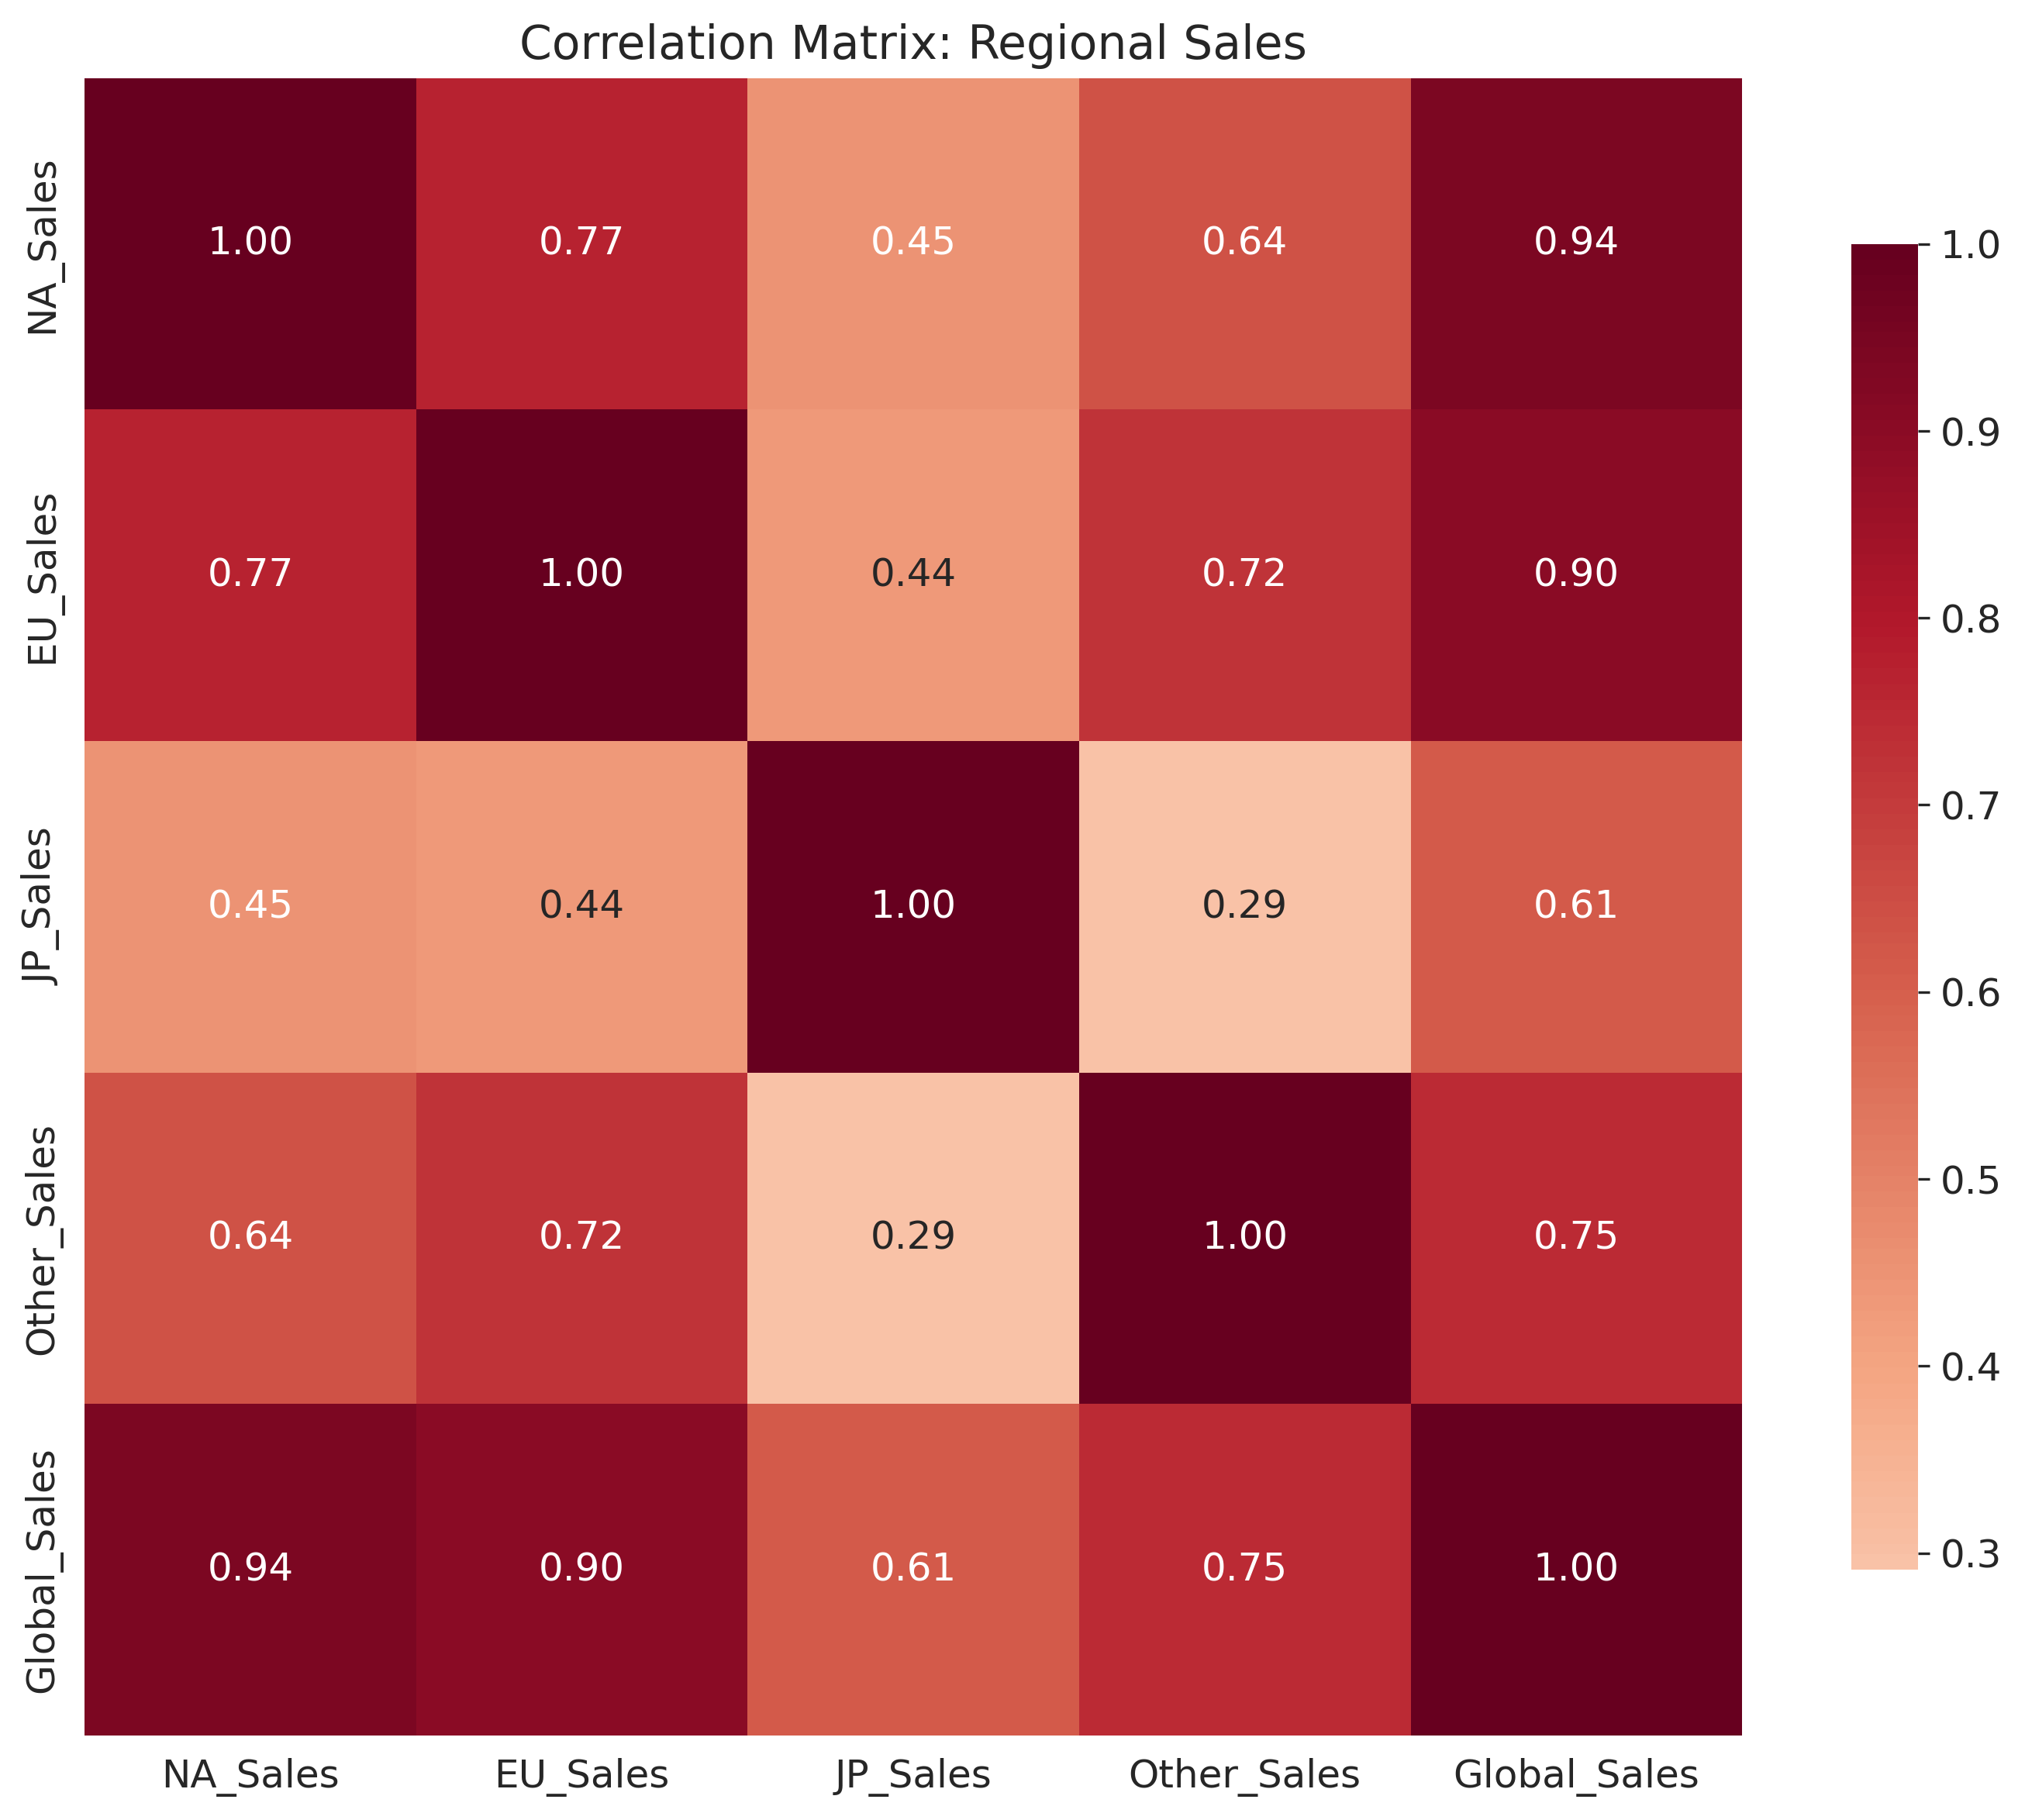 Correlation Matrix: Regional Sales
NA_Sales
1.00 0.77 0.45 0.64 0.94
EU_Sales
0.77 1.00 0.44 0.72 0.90
JP_Sales
0.45 0.44 1.00 0.29 0.61
Other_Sales
0.64 0.72 0.29 1.00 0.75
Global_Sales
0.94 0.90 0.61 0.75 1.00
NA_Sales EU_Sales JP_Sales Other_Sales Global_Sales
1.0
0.9
0.8
0.7
0.6
0.5
0.4
0.3